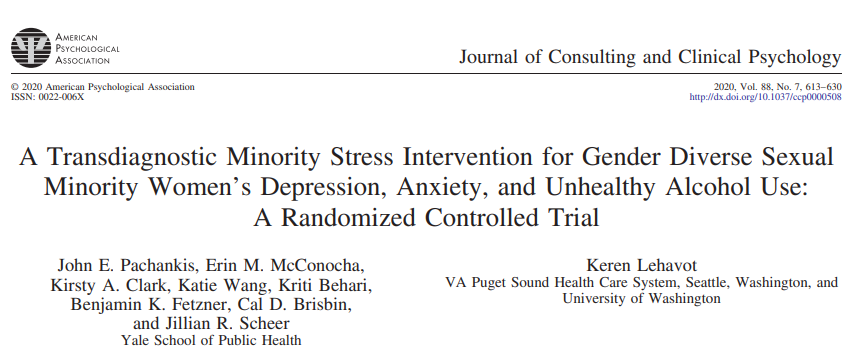 AMERICAN
PSYCHOLOGICAL
ASSOCIATION
Journal of Consulting and Clinical Psychology
© 2020 American Psychological Association
ISSN: 0022-006X
2020, Vol. 88, No. 7, 613–630
http://dx.doi.org/10.1037/ccp0000508
A Transdiagnostic Minority Stress Intervention for Gender Diverse Sexual
Minority Women’s Depression, Anxiety, and Unhealthy Alcohol Use:
A Randomized Controlled Trial
John E. Pachankis, Erin M. McConocha,
Kirsty A. Clark, Katie Wang, Kriti Behari,
Benjamin K. Fetzner, Cal D. Brisbin,
and Jillian R. Scheer
Yale School of Public Health
Keren Lehavot
VA Puget Sound Health Care System, Seattle, Washington, and
University of Washington